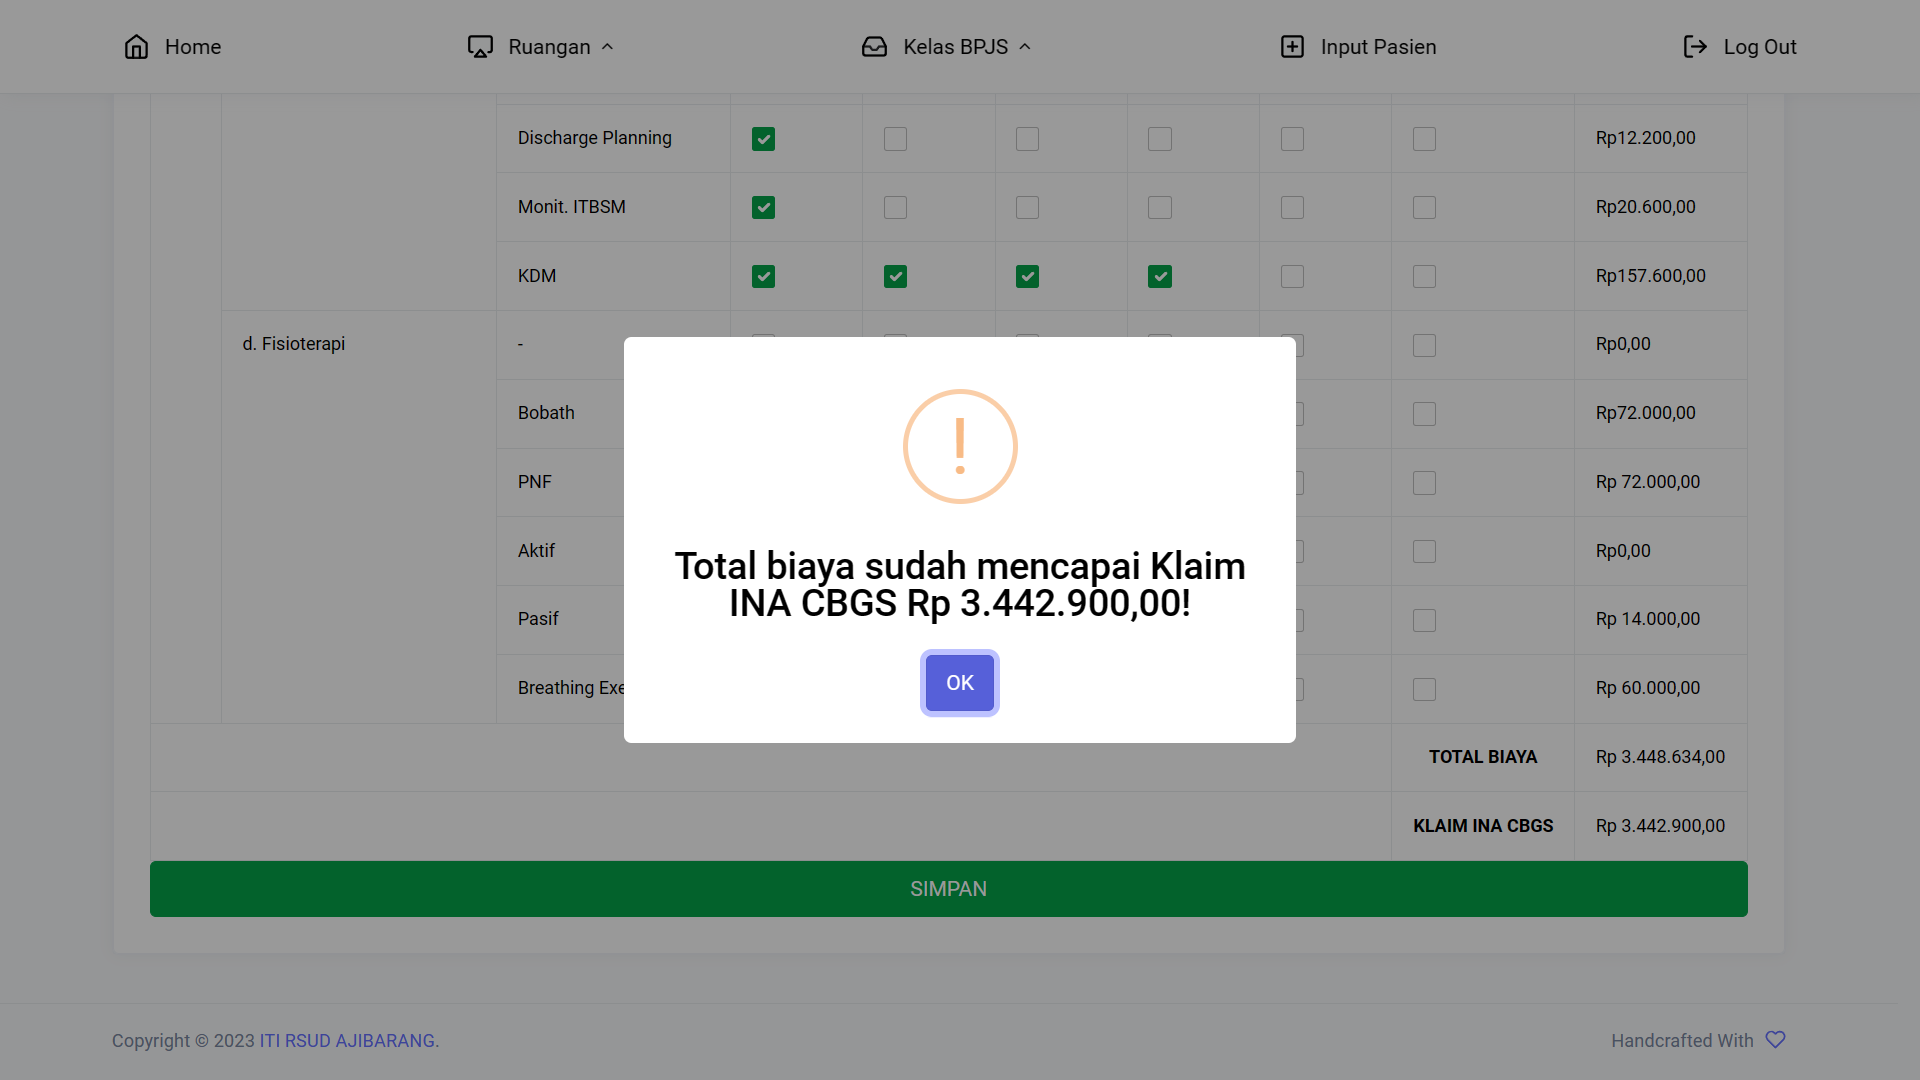 Home
Ruangan
Kelas BPJS
Input Pasien
Log Out
Discharge Planning
Rp12.200,00
Monit. ITBSM
Rp20.600,00
KDM
Rp157.600,00
d. Fisioterapi
-
Rp0,00
Bobath
Rp72.000,00
PNF
Rp 72.000,00
Aktif
Rp0,00
Pasif
Rp 14.000,00
Breathing Exe
Rp 60.000,00
Total biaya sudah mencapai Klaim
INA CBGS Rp 3.442.900,00!
OK
TOTAL BIAYA
Rp 3.448.634,00
KLAIM INA CBGS
Rp 3.442.900,00
SIMPAN
Copyright © 2023 ITI RSUD AJIBARANG.
Handcrafted With